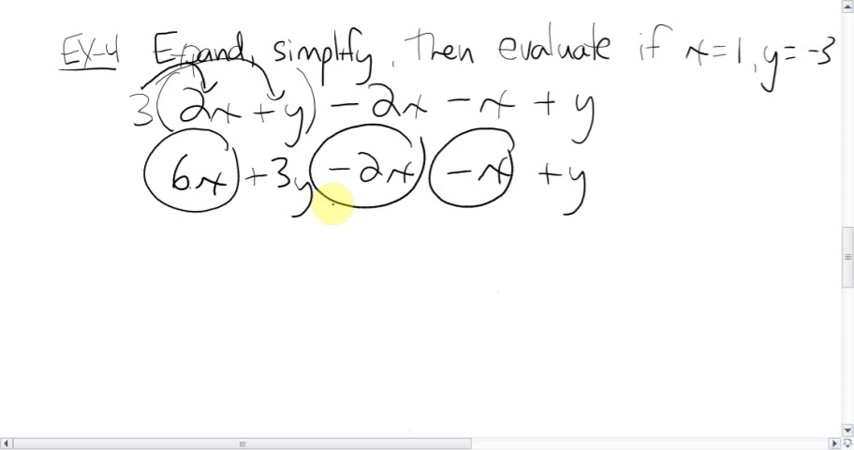 EX-4 Expand, simplify, then evaluate if x=1, y=-3
3(2x+y)-2x-x+y
6x+3y-2x-x+y